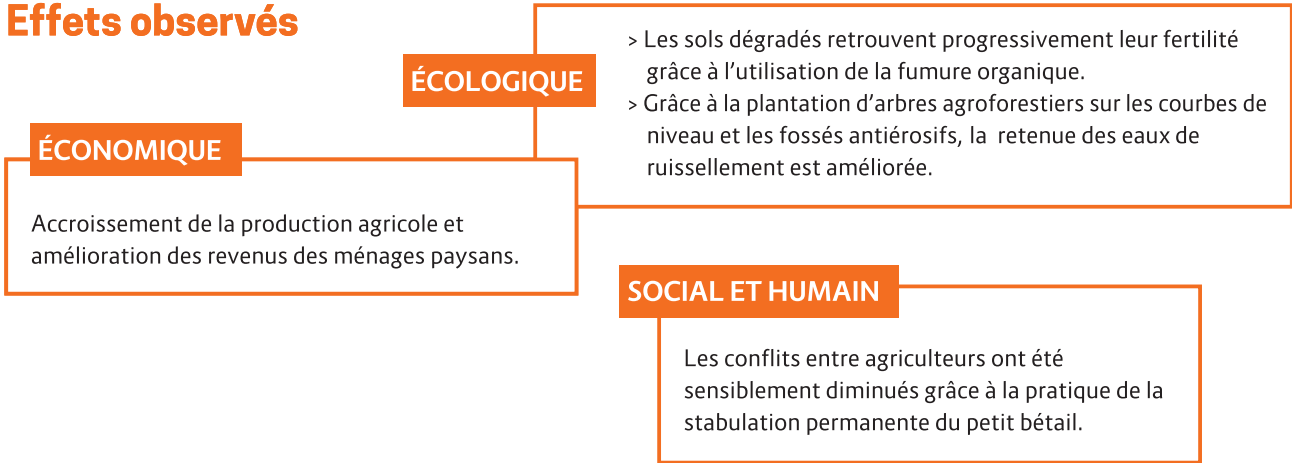 Effets observés
ÉCOLOGIQUE
> Les sols dégradés retrouvent progressivement leur fertilité
grâce à l’utilisation de la fumure organique.
> Grâce à la plantation d’arbres agroforestiers sur les courbes de
niveau et les fossés antiérosifs, la retenue des eaux de
ruissellement est améliorée.
ÉCONOMIQUE
Accroissement de la production agricole et
amélioration des revenus des ménages paysans.
SOCIAL ET HUMAIN
Les conflits entre agriculteurs ont été
sensiblement diminués grâce à la pratique de la
stabulation permanente du petit bétail.